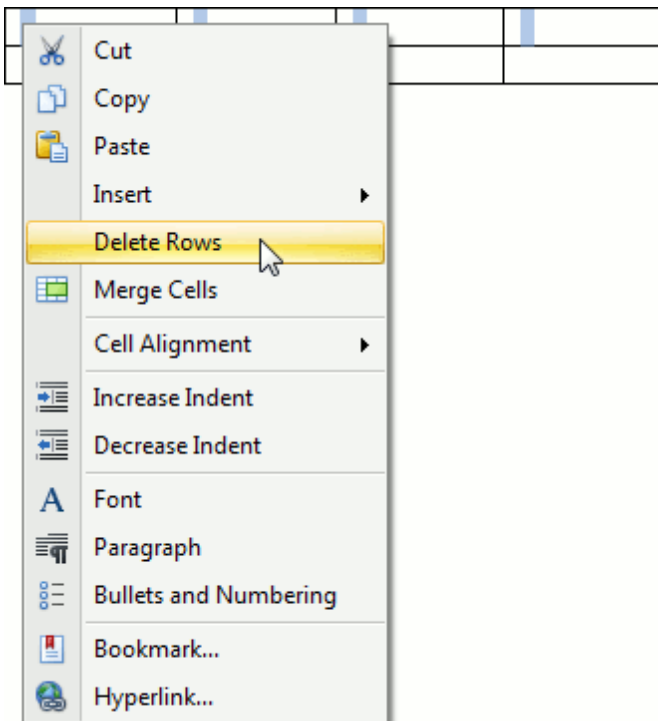 Cut
Copy
Paste
Insert
Delete Rows
Merge Cells
Cell Alignment
Increase Indent
Decrease Indent
Font
Paragraph
Bullets and Numbering
Bookmark...
Hyperlink...